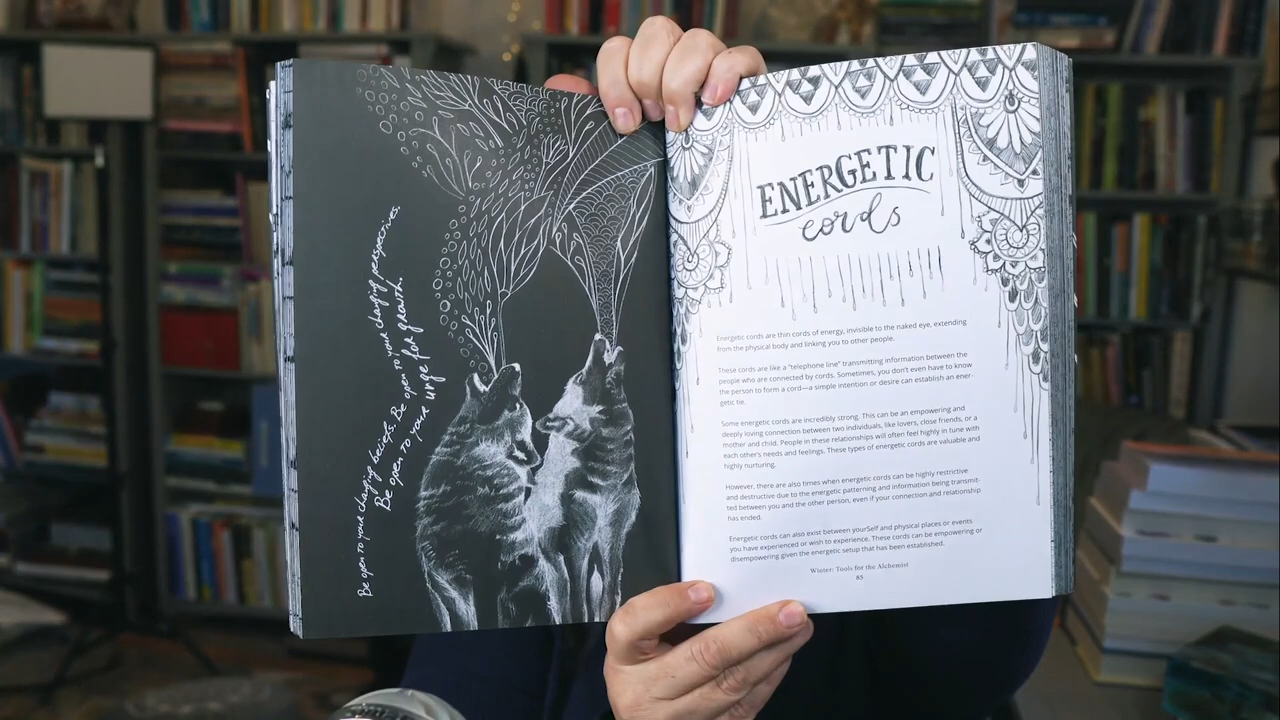 Be open to your changing beliefs. Be open to your changing perspectives.
Be open to your urge for growth.
ENERGETIC
cords
Energetic cords are thin cords of energy, invisible to the naked eye, extending
from the physical body and linking you to other people.
These cords are like a “telephone line” transmitting information between the
people who are connected by cords. Sometimes, you don’t even have to know
the person to form a cord—a simple intention or desire can establish an ener-
getic tie.
Some energetic cords are incredibly strong. This can be an empowering and
deeply loving connection between two individuals, like lovers, close friends, or a
mother and child. People in these relationships will often feel highly in tune with
each other’s needs and feelings. These types of energetic cords are valuable and
highly nurturing.
However, there are also times when energetic cords can be highly restrictive
and destructive due to the energetic patterning and information being transmit-
ted between you and the other person, even if your connection and relationship
has ended.
Energetic cords can also exist between yourSelf and physical places or events
you have experienced or wish to experience. These cords can be empowering or
disempowering given the energetic setup that has been established.
Winter: Tools for the Alchemist
85